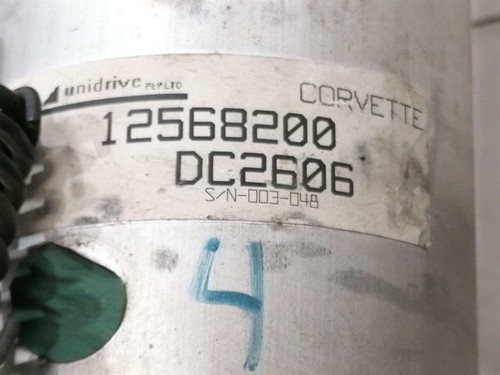 unidrive PTY LTD
CORVETTE
12568200
DC2606
S/N-003-048
4